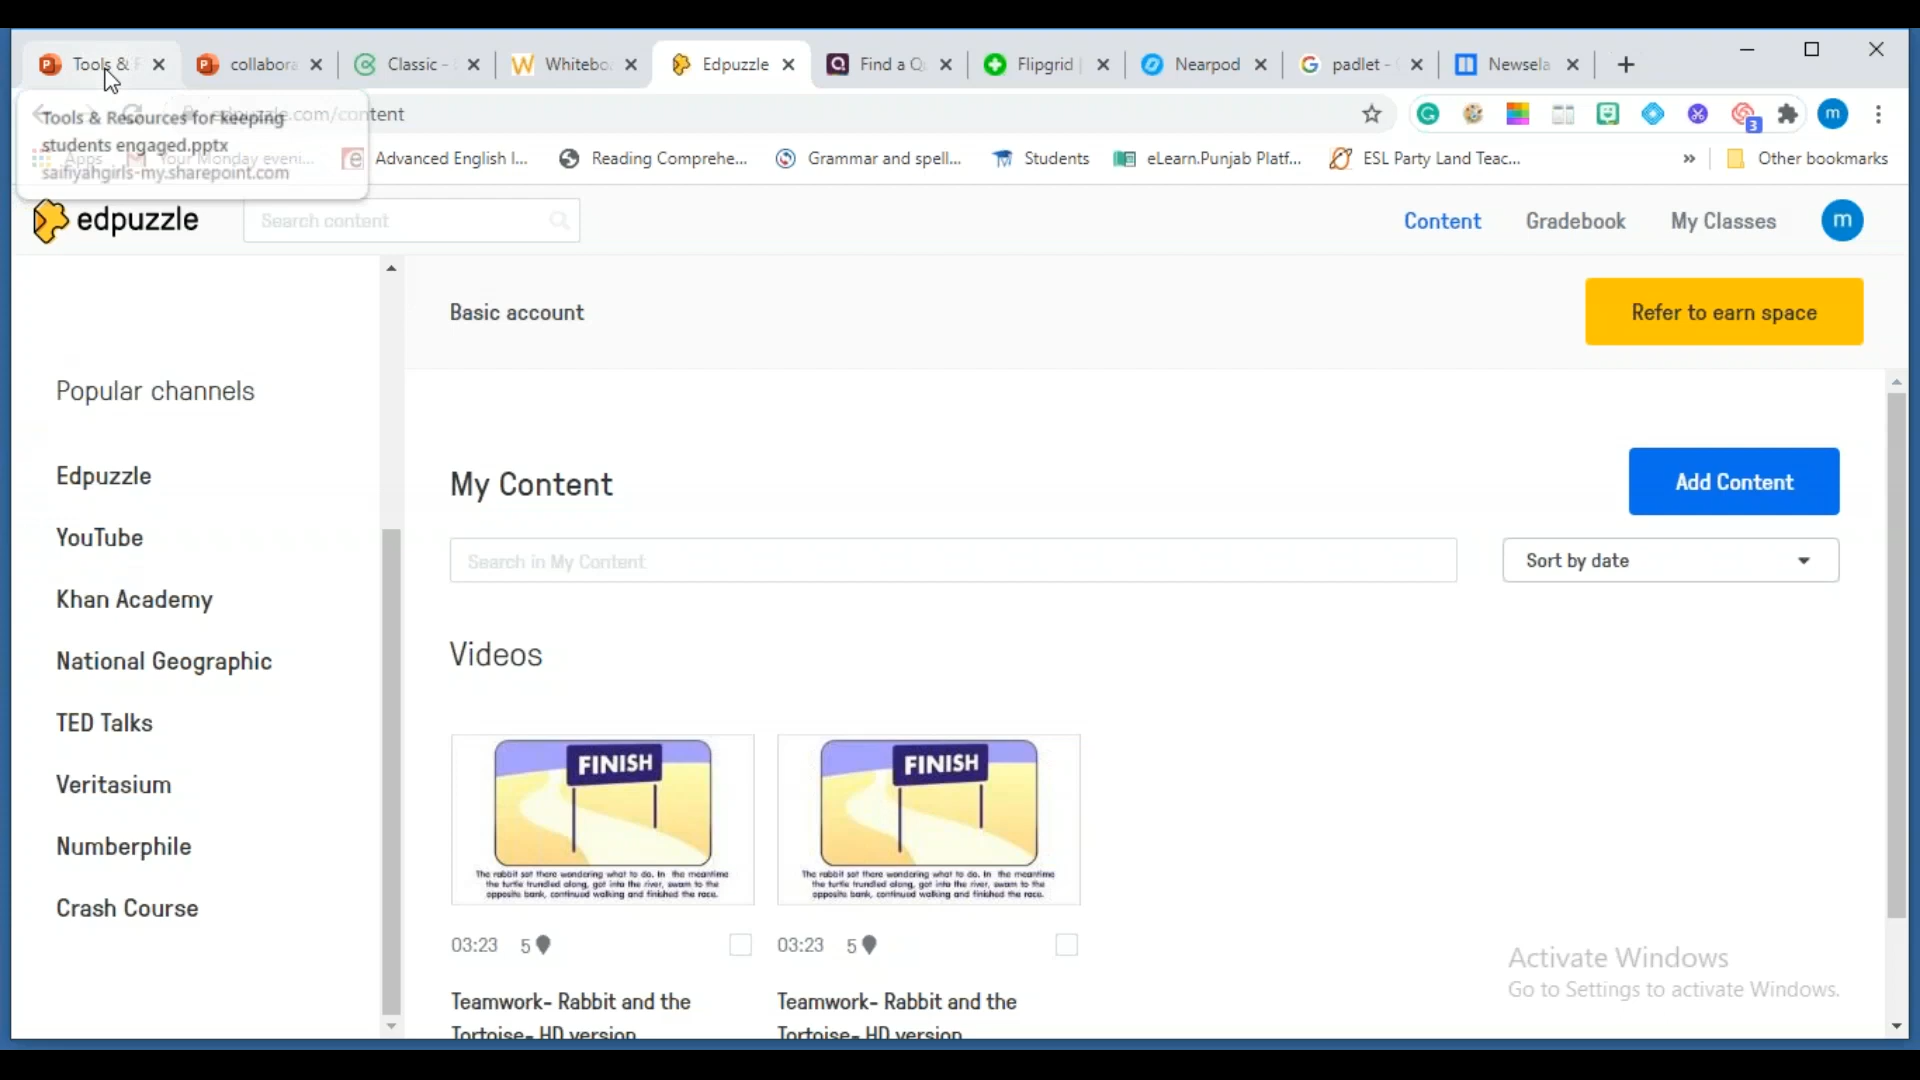 Tools &
collabora
Classic -
Whitebo
Edpuzzle
Find a Q
Flipgrid
Nearpod
padlet -
Newsela
edpuzzle.com/content
Tools & Resources for keeping
students engaged.pptx
saifiyahgirls-my.sharepoint.com
m
3
Apps
Your Monday eveni...
Advanced English I...
Reading Comprehe...
Grammar and spell...
Students
eLearn.Punjab Platf...
ESL Party Land Teac...
»
Other bookmarks
edpuzzle
Search content
Content
Gradebook
My Classes
m
Basic account
Refer to earn space
Popular channels
Edpuzzle
YouTube
Khan Academy
National Geographic
TED Talks
Veritasium
Numberphile
Crash Course
My Content
Add Content
Search in My Content
Sort by date
Videos
FINISH
The rabbit sat there wondering what to do. In the meantime
the turtle trundled along, got into the river, swam to the
opposite bank, continued walking and finished the race.
03:23 5
Teamwork- Rabbit and the
Tortoise- HD version
FINISH
The rabbit sat there wondering what to do. In the meantime
the turtle trundled along, got into the river, swam to the
opposite bank, continued walking and finished the race.
03:23 5
Teamwork- Rabbit and the
Tortoise- HD version
Activate Windows
Go to Settings to activate Windows.